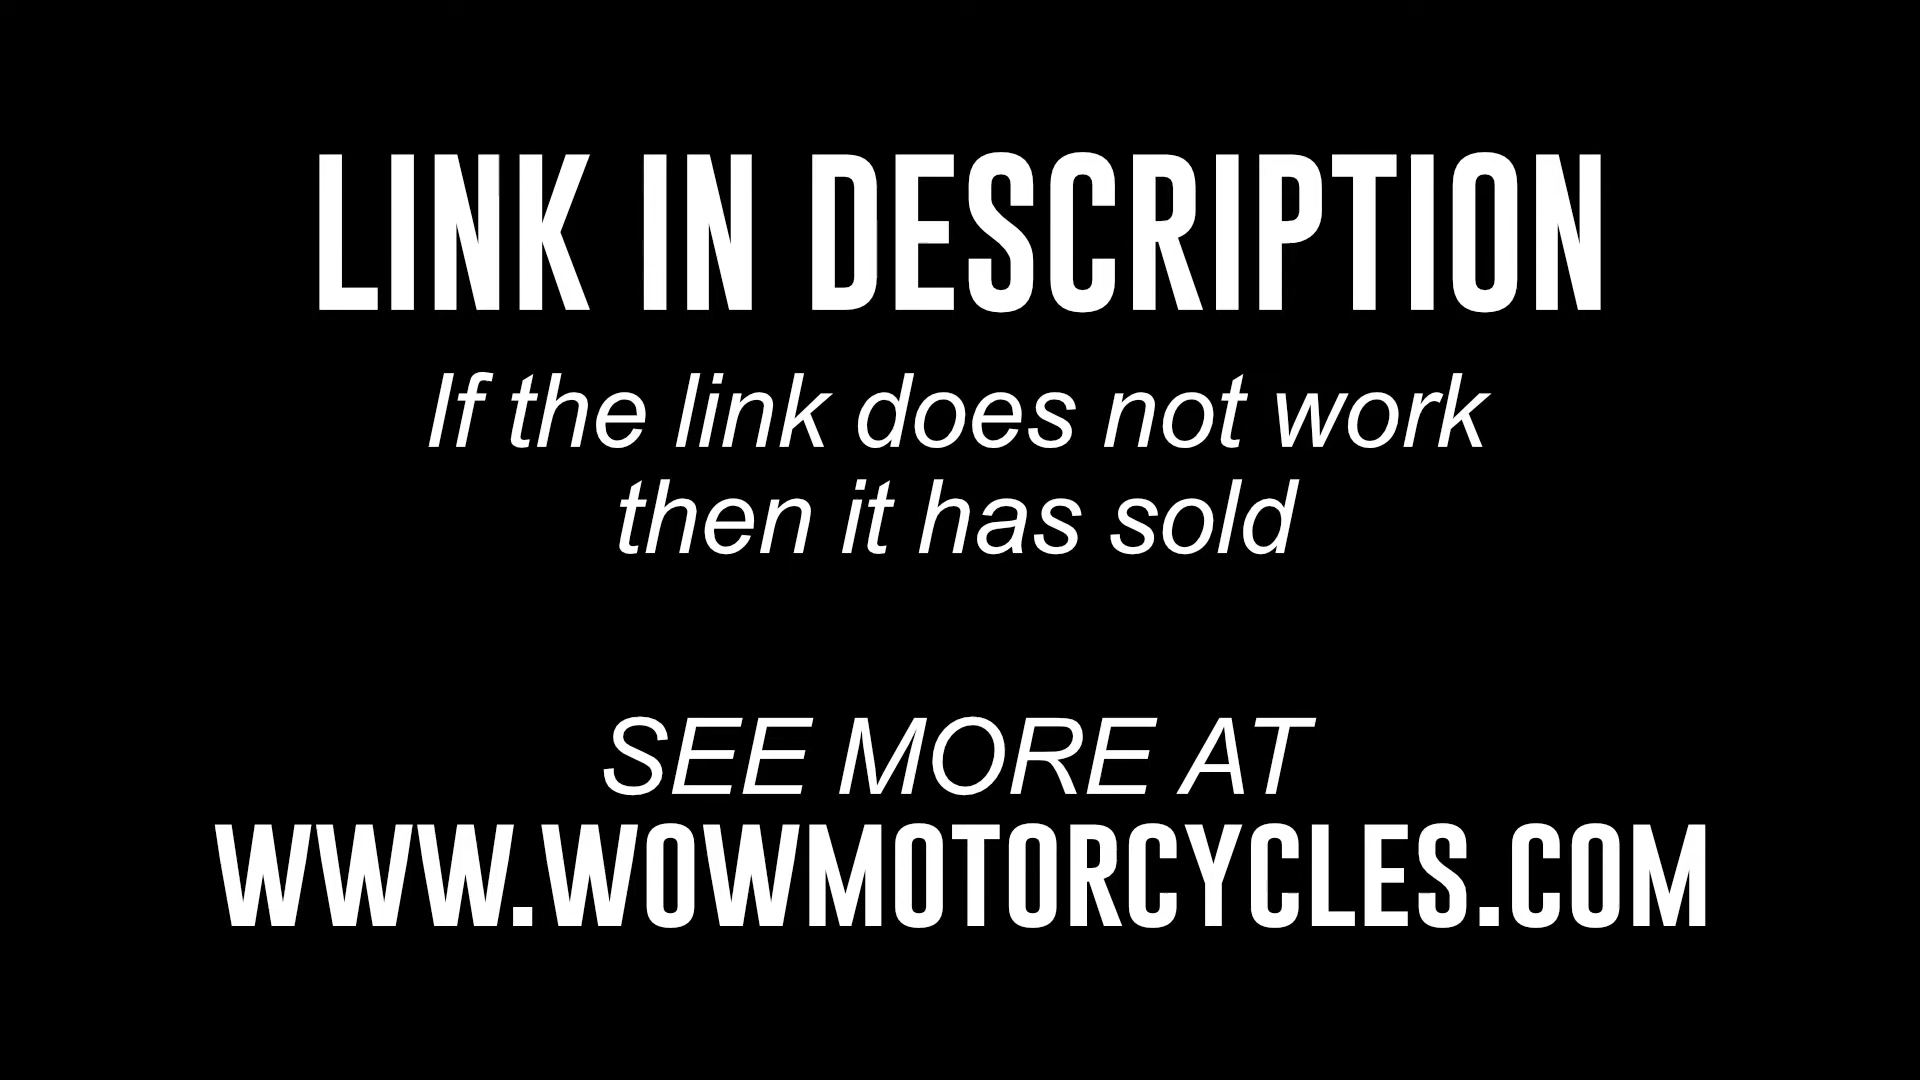 LINK IN DESCRIPTION
If the link does not work
then it has sold
SEE MORE AT
WWW.WOWMOTORCYCLES.COM